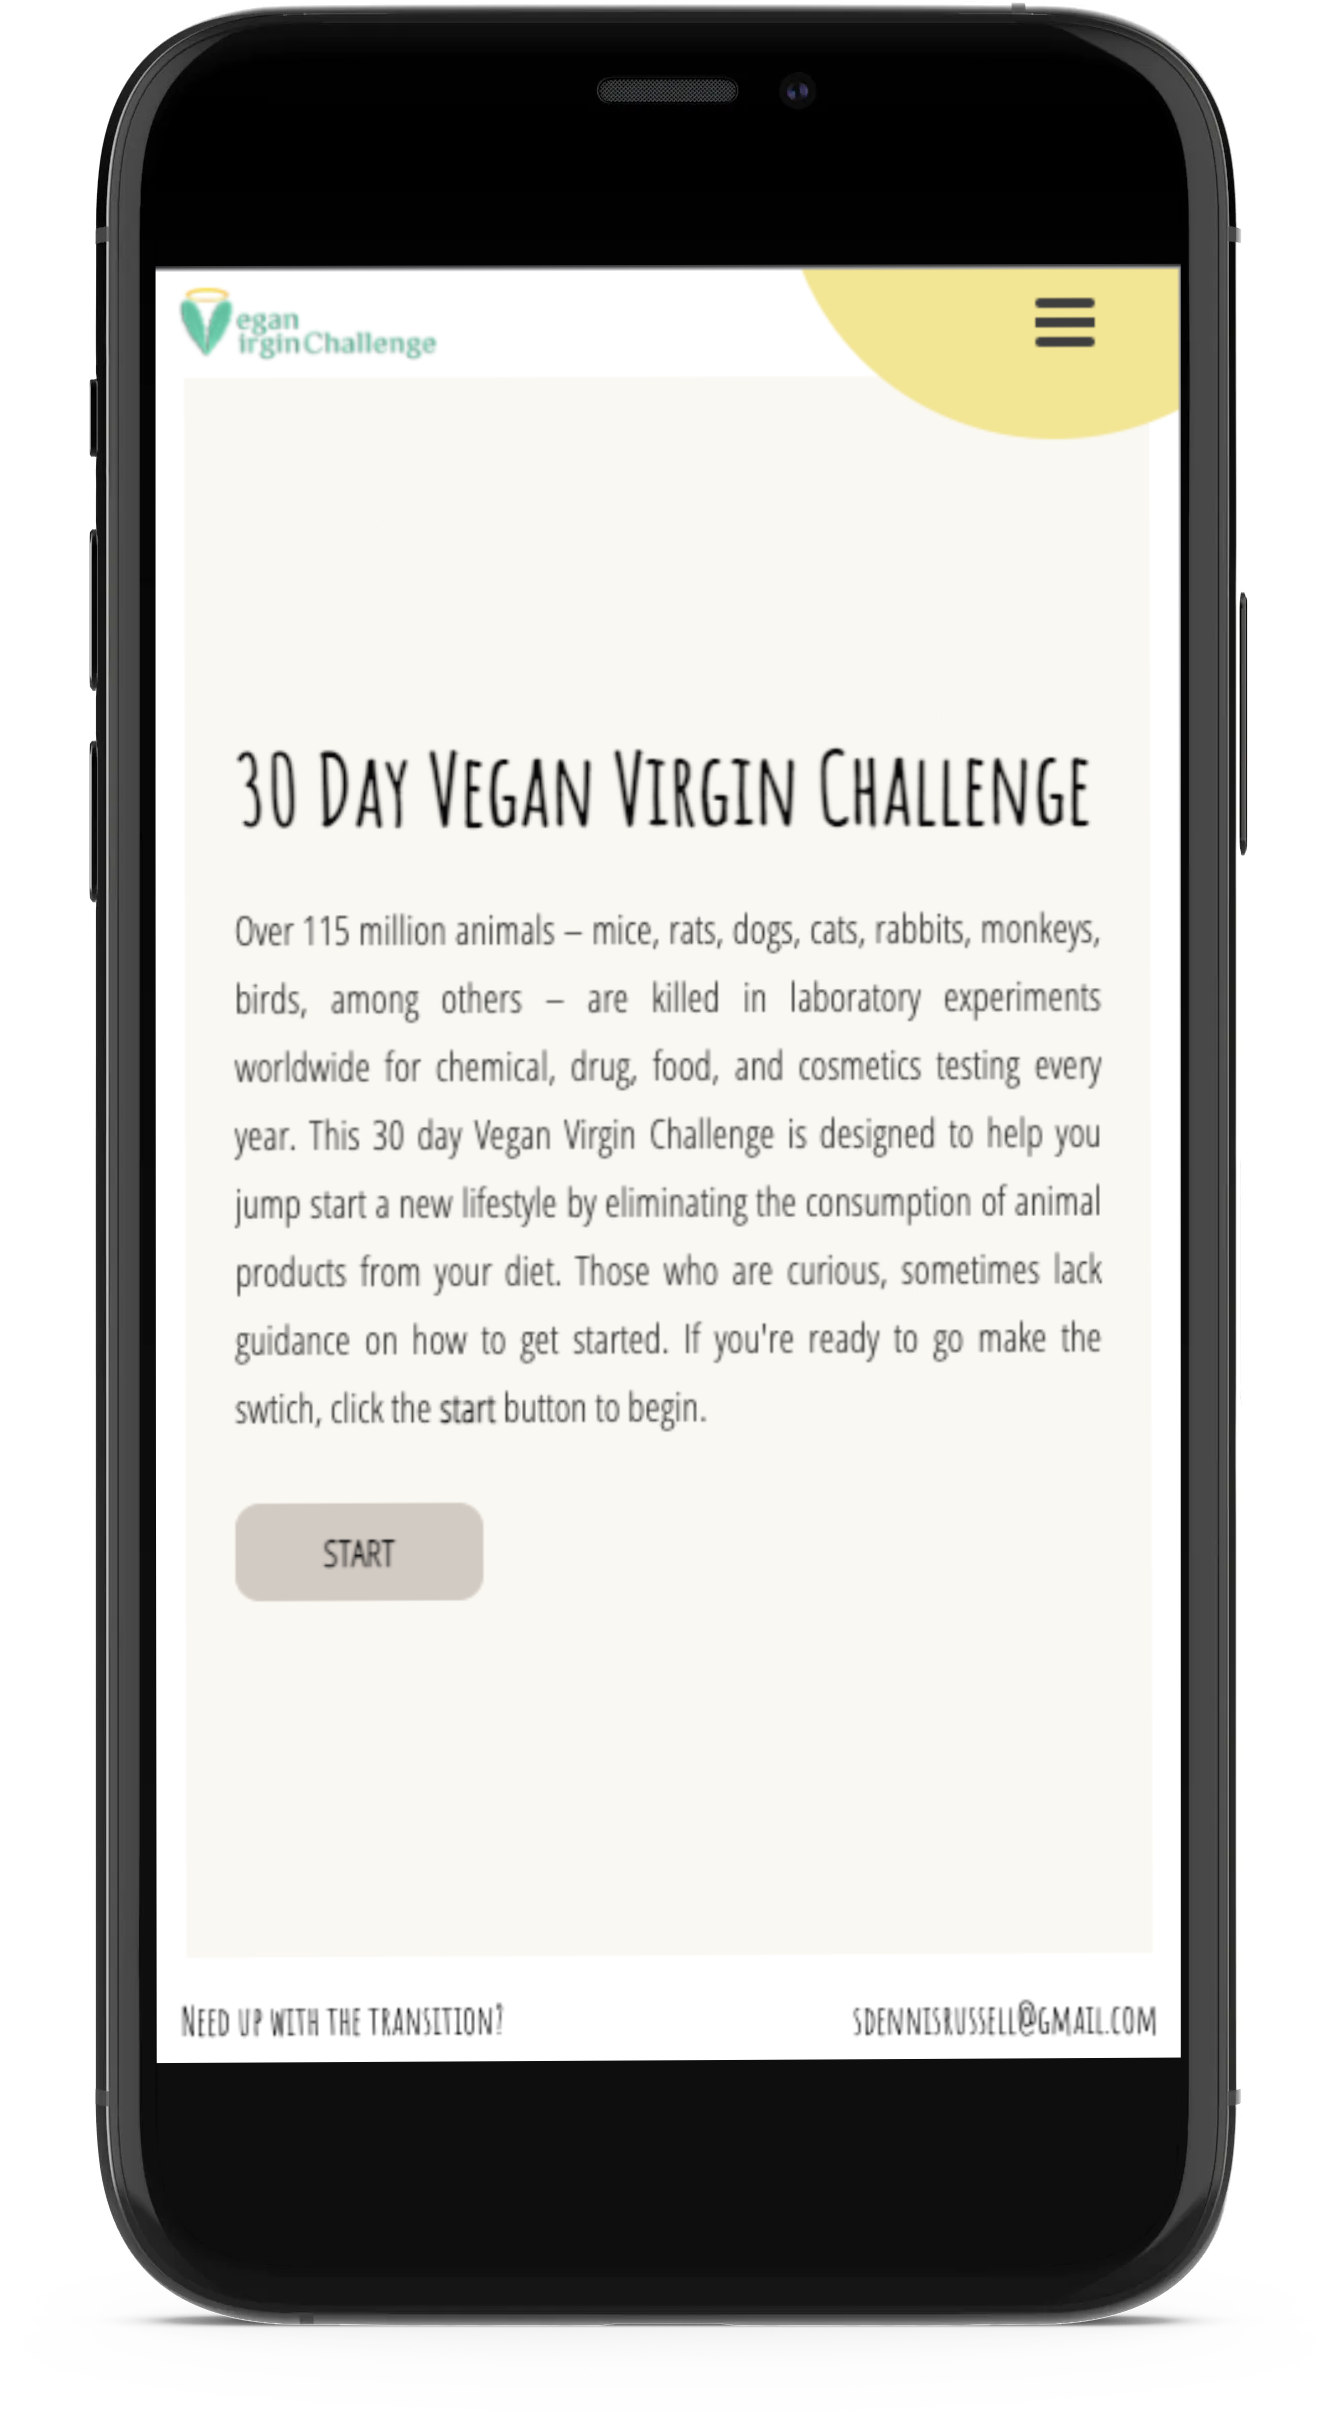 Vegan
Virgin Challenge
30 Day Vegan Virgin Challenge
Over 115 million animals – mice, rats, dogs, cats, rabbits, monkeys,
birds, among others – are killed in laboratory experiments
worldwide for chemical, drug, food, and cosmetics testing every
year. This 30 day Vegan Virgin Challenge is designed to help you
jump start a new lifestyle by eliminating the consumption of animal
products from your diet. Those who are curious, sometimes lack
guidance on how to get started. If you're ready to go make the
swtich, click the start button to begin.
START
Need up with the transition?
sdennisrussell@gmail.com